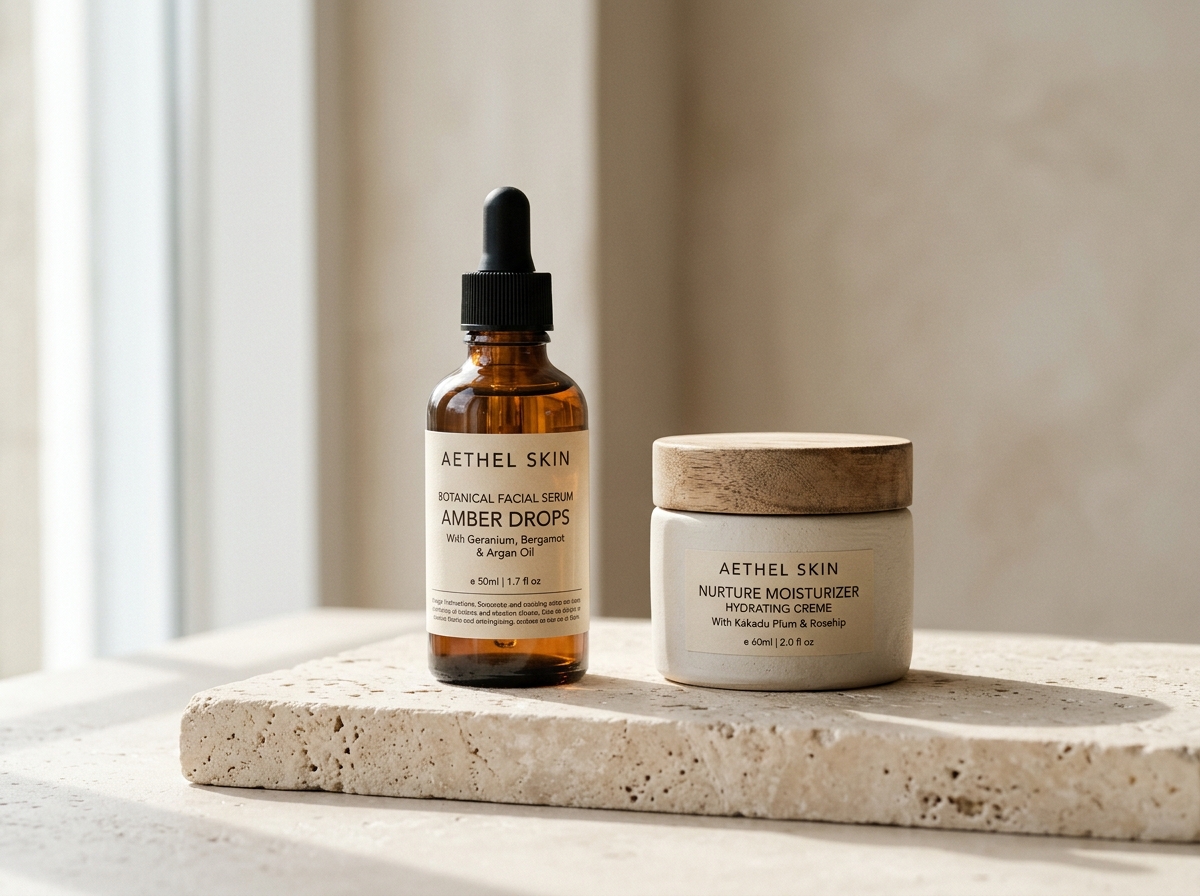 AETHEL SKIN
BOTANICAL FACIAL SERUM
AMBER DROPS
With Geranium, Bergamot
& Argan Oil
e 50ml | 1.7 fl oz
AETHEL SKIN
NURTURE MOISTURIZER
HYDRATING CREME
With Kakadu Plum & Rosehip
e 60ml | 2.0 fl oz